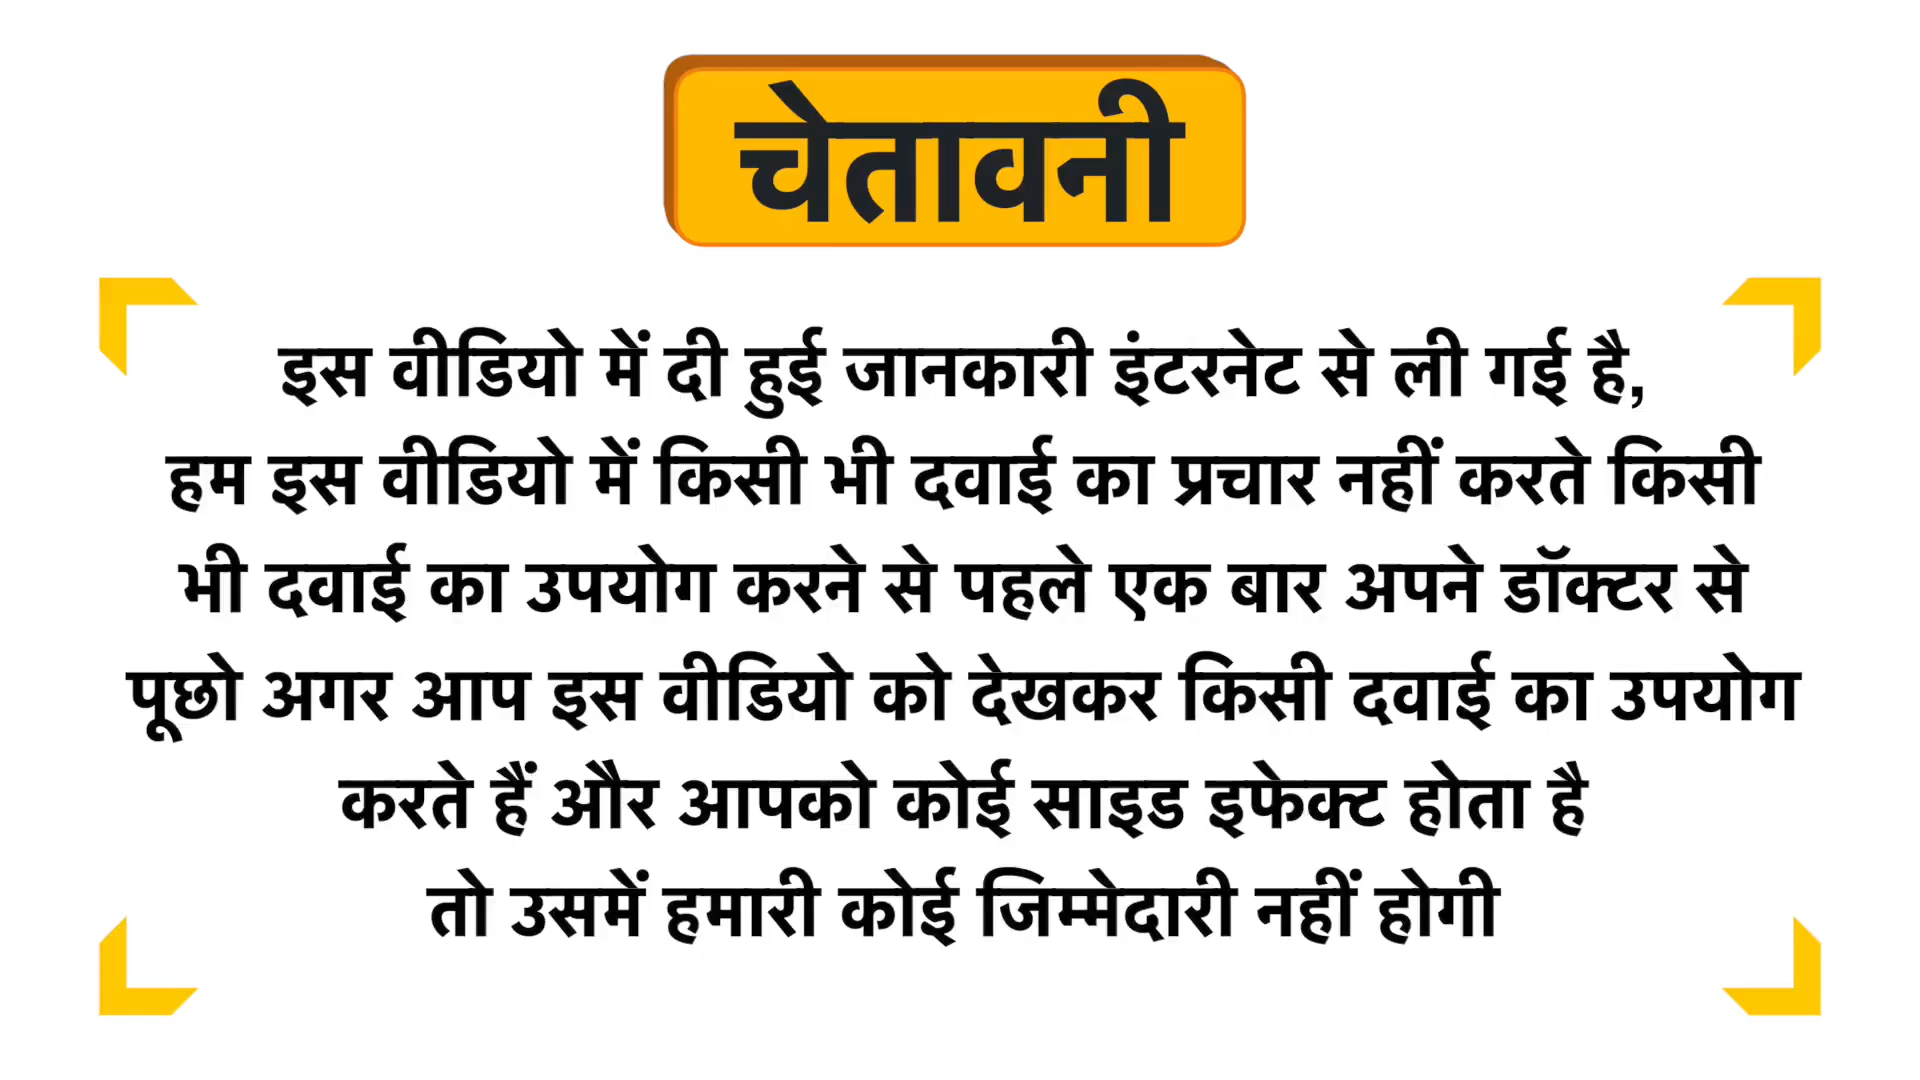 चेतावनी
इस वीडियो में दी हुई जानकारी इंटरनेट से ली गई है,
हम इस वीडियो में किसी भी दवाई का प्रचार नहीं करते किसी
भी दवाई का उपयोग करने से पहले एक बार अपने डॉक्टर से
पूछो अगर आप इस वीडियो को देखकर किसी दवाई का उपयोग
करते हैं और आपको कोई साइड इफेक्ट होता है
तो उसमें हमारी कोई जिम्मेदारी नहीं होगी